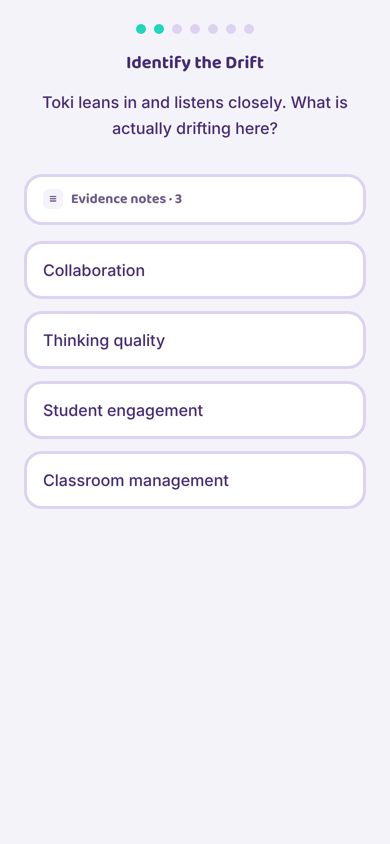 Identify the Drift
Toki leans in and listens closely. What is
actually drifting here?
Evidence notes · 3
Collaboration
Thinking quality
Student engagement
Classroom management